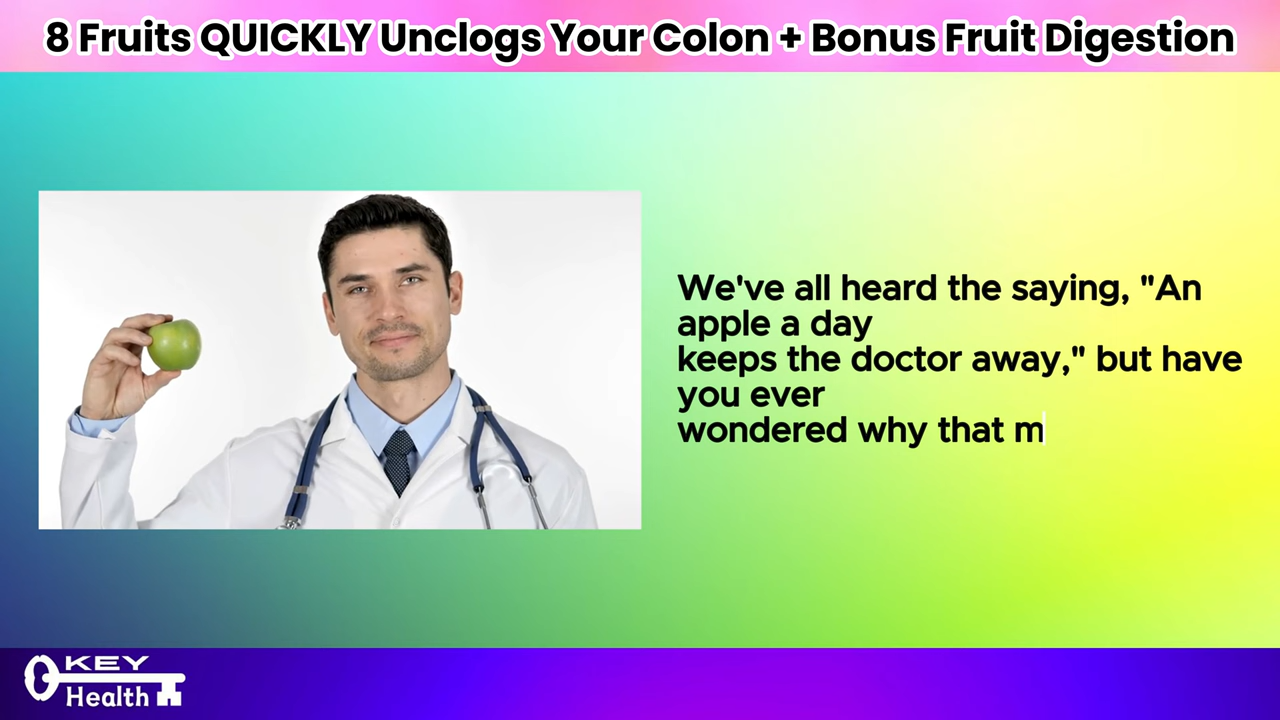 8 Fruits QUICKLY Unclogs Your Colon + Bonus Fruit Digestion
We've all heard the saying, "An
apple a day
keeps the doctor away," but have
you ever
wondered why that m
KEY
Health